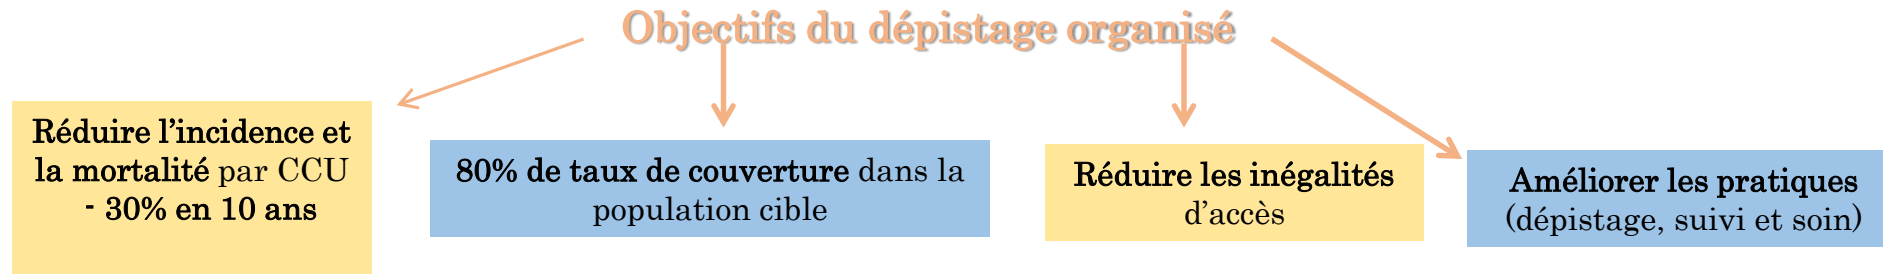 Objectifs du dépistage organisé
Réduire l’incidence et
la mortalité par CCU
- 30% en 10 ans
80% de taux de couverture dans la
population cible
Réduire les inégalités
d’accès
Améliorer les pratiques
(dépistage, suivi et soin)